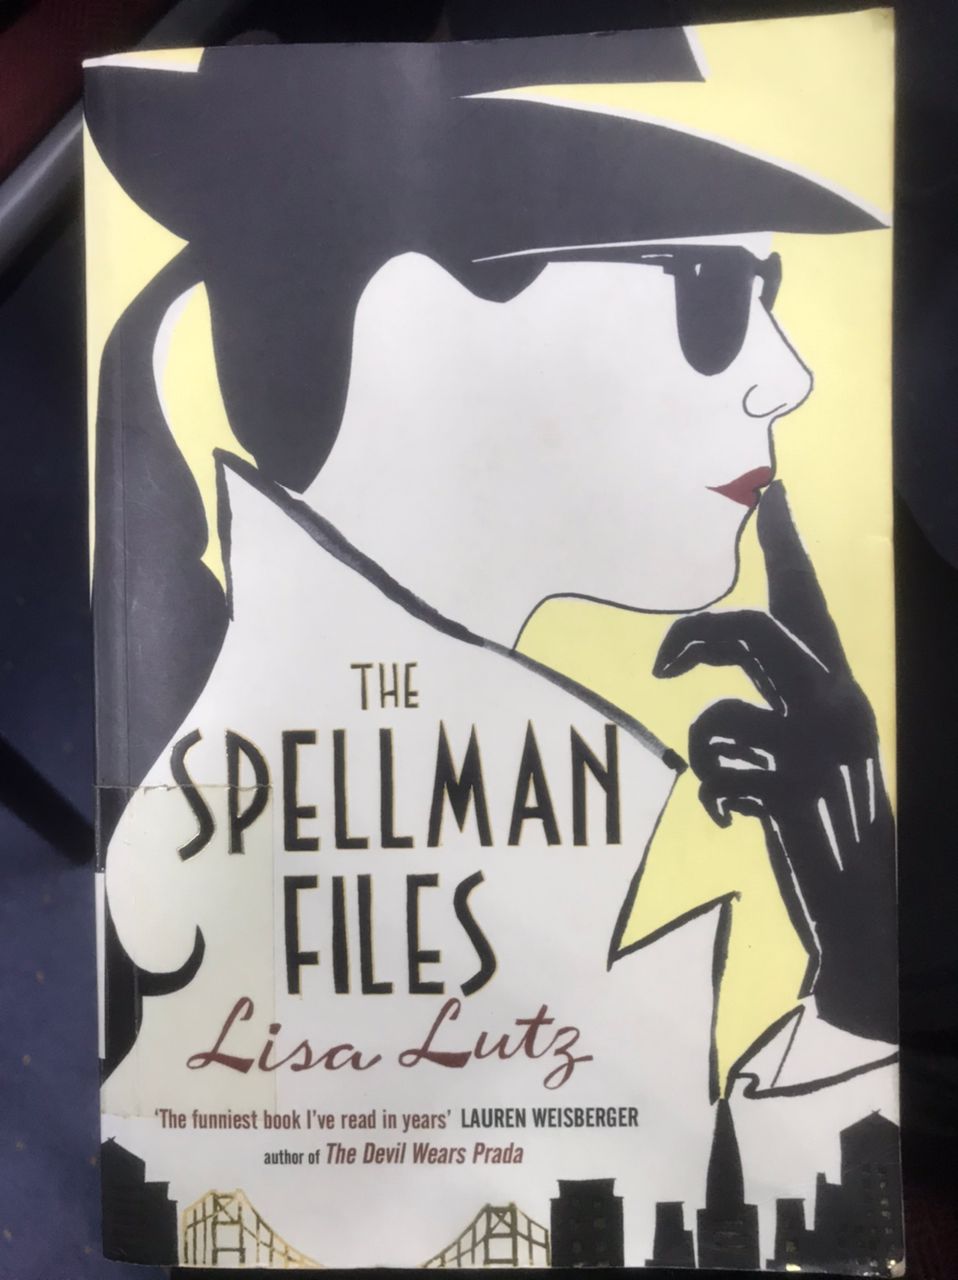 THE
SPELLMAN
FILES
Lisa Lutz
'The funniest book I've read in years' LAUREN WEISBERGER
author of The Devil Wears Prada